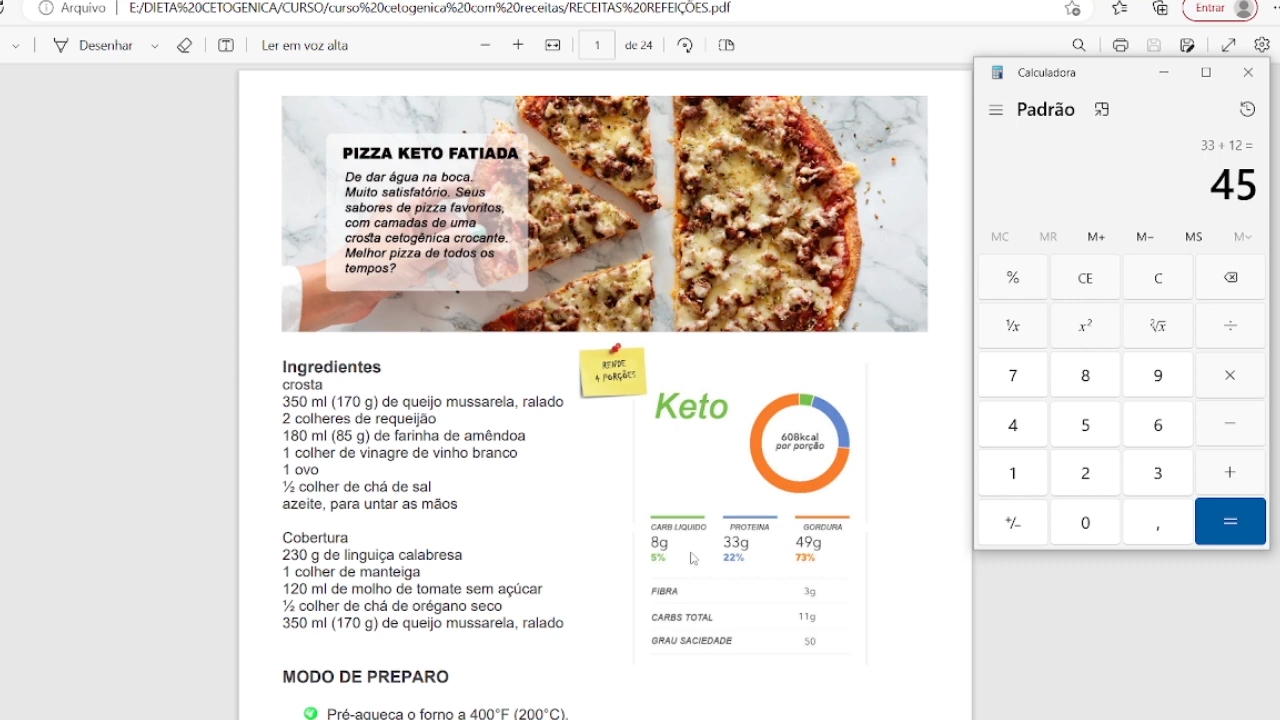 Arquivo
E:/DIETA%20CETOGENICA/CURSO/curso%20cetogenica%20com%20receitas/RECEITAS%20REFEIÇÕES.pdf
Entrar
Desenhar
Ler em voz alta
1
de 24
PIZZA KETO FATIADA
De dar água na boca.
Muito satisfatório. Seus
sabores de pizza favoritos,
com camadas de uma
crosta cetogênica crocante.
Melhor pizza de todos os
tempos?
Ingredientes
crosta
350 ml (170 g) de queijo mussarela, ralado
2 colheres de requeijão
180 ml (85 g) de farinha de amêndoa
1 colher de vinagre de vinho branco
1 ovo
½ colher de chá de sal
azeite, para untar as mãos
Cobertura
230 g de linguiça calabresa
1 colher de manteiga
120 ml de molho de tomate sem açúcar
½ colher de chá de orégano seco
350 ml (170 g) de queijo mussarela, ralado
MODO DE PREPARO
Pré-aqueça o forno a 400°F (200°C).
RENDE
4 PORÇÕES
Keto
608kcal
por porção
CARB LIQUIDO PROTEINA GORDURA
8g 33g 49g
5% 22% 73%
FIBRA 3g
CARBS TOTAL 11g
GRAU SACIEDADE 50
Calculadora
Padrão
33 + 12 =
45
MC MR M+ M- MS M
% CE C
¹/x x² ²√x ÷
7 8 9 ×
4 5 6 −
1 2 3 +
+/− 0 , =